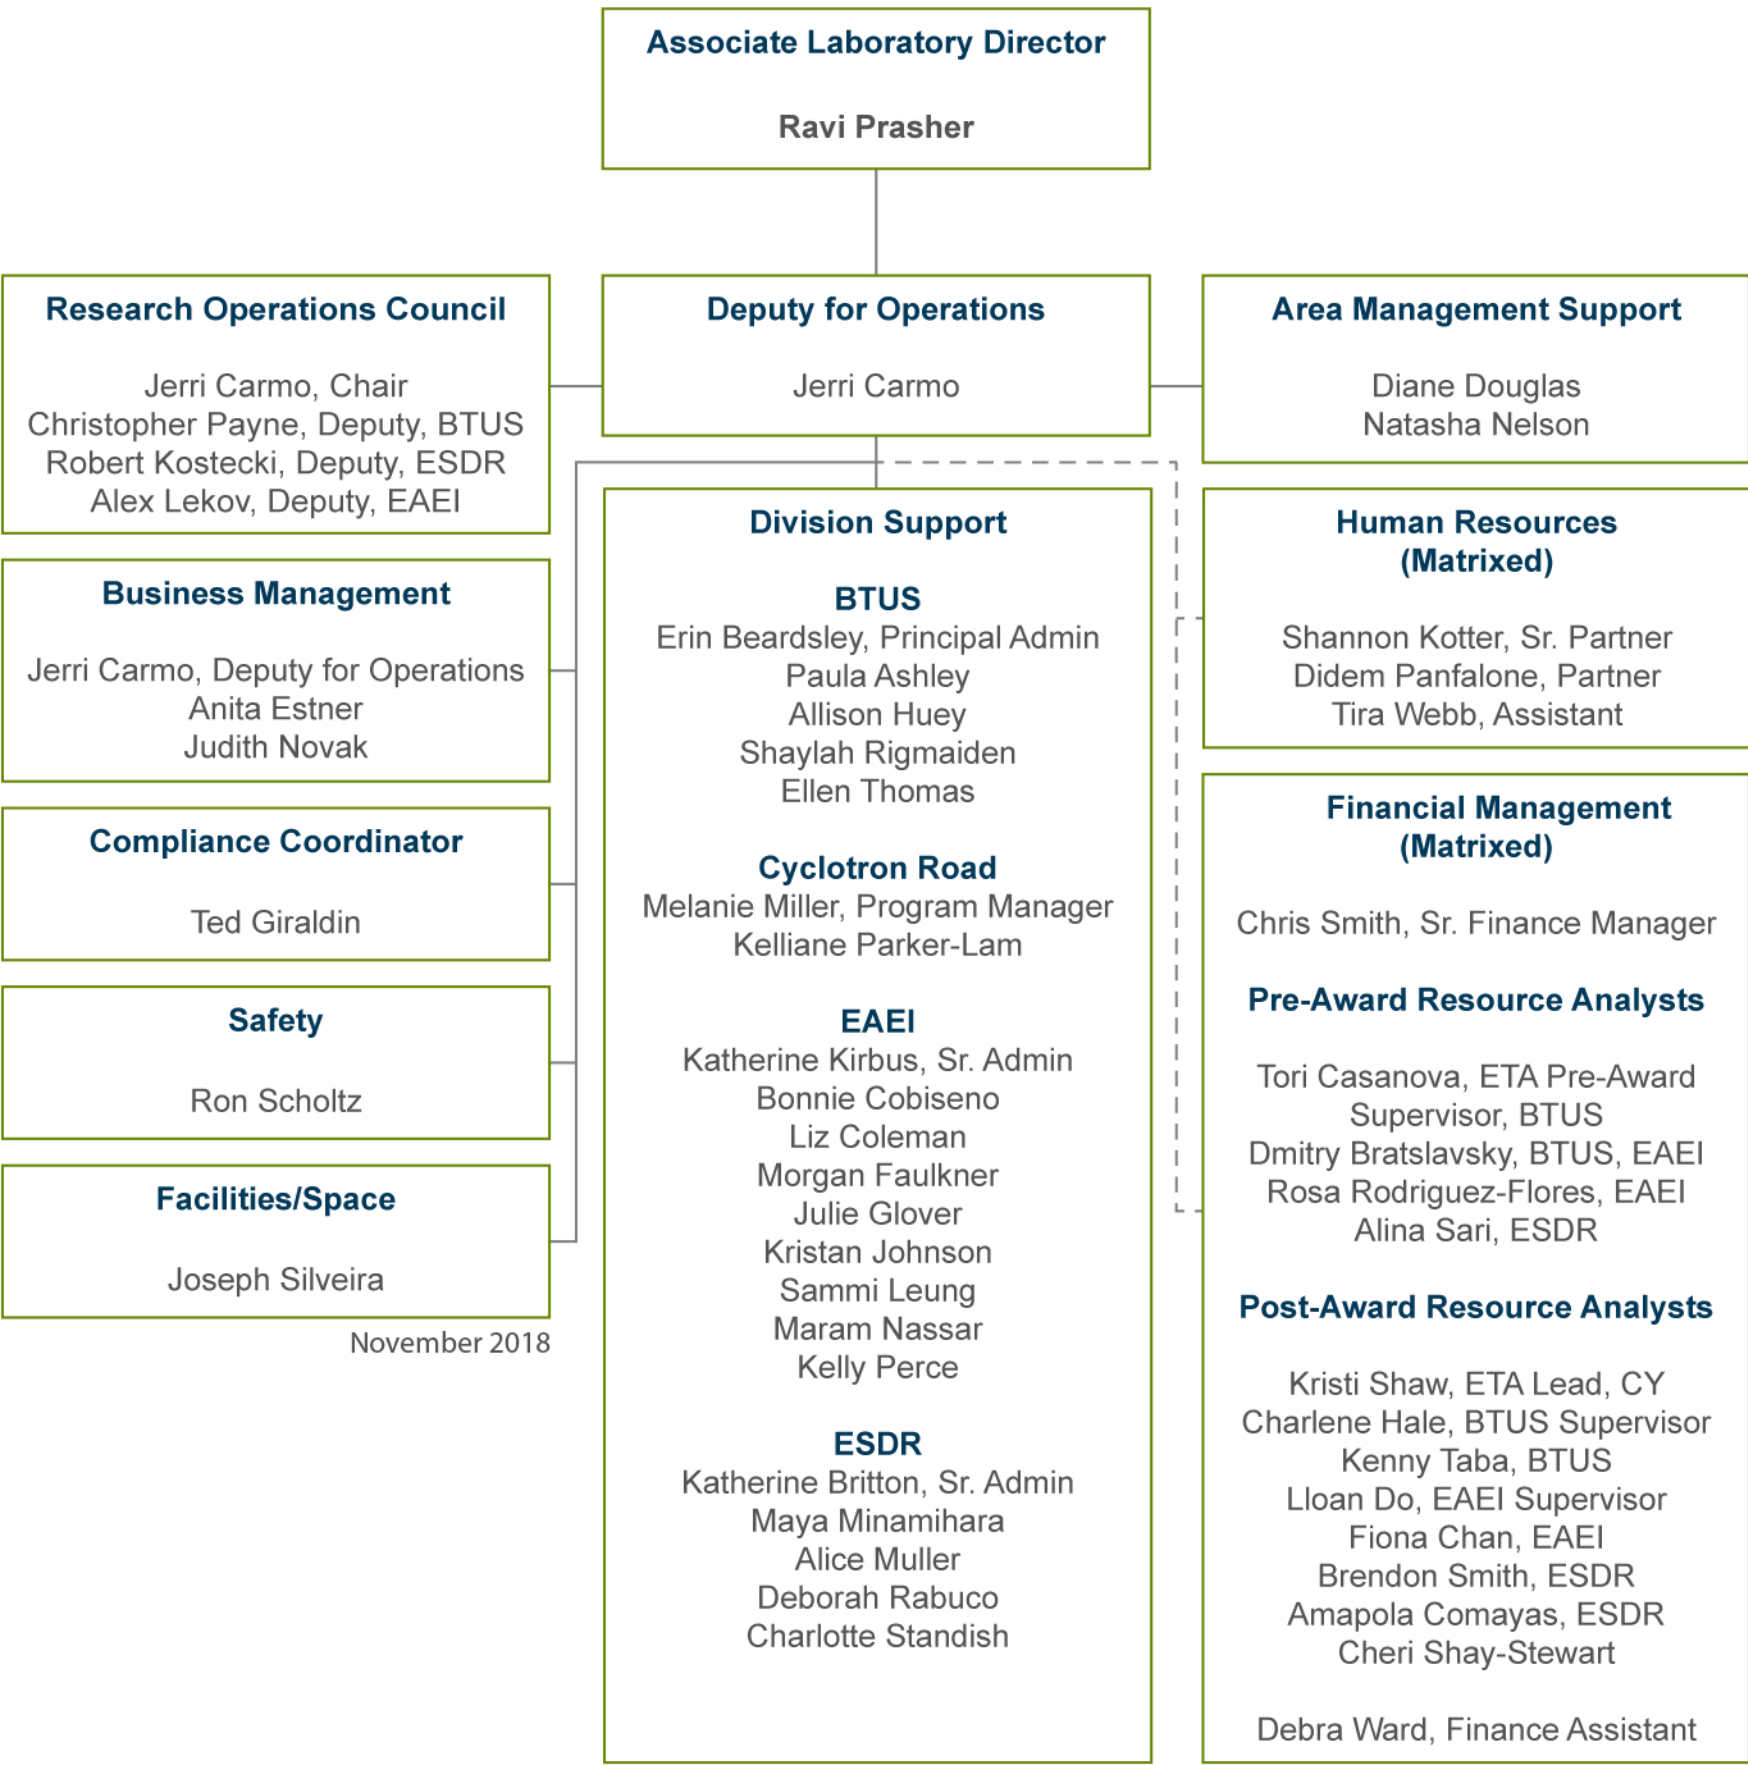 Associate Laboratory Director
Ravi Prasher
Research Operations Council
Jerri Carmo, Chair
Christopher Payne, Deputy, BTUS
Robert Kostecki, Deputy, ESDR
Alex Lekov, Deputy, EAEI
Deputy for Operations
Jerri Carmo
Area Management Support
Diane Douglas
Natasha Nelson
Business Management
Jerri Carmo, Deputy for Operations
Anita Estner
Judith Novak
Compliance Coordinator
Ted Giraldin
Safety
Ron Scholtz
Facilities/Space
Joseph Silveira
November 2018
Division Support
BTUS
Erin Beardsley, Principal Admin
Paula Ashley
Allison Huey
Shaylah Rigmaiden
Ellen Thomas
Cyclotron Road
Melanie Miller, Program Manager
Kelliane Parker-Lam
EAEI
Katherine Kirbus, Sr. Admin
Bonnie Cobiseno
Liz Coleman
Morgan Faulkner
Julie Glover
Kristan Johnson
Sammi Leung
Maram Nassar
Kelly Perce
ESDR
Katherine Britton, Sr. Admin
Maya Minamihara
Alice Muller
Deborah Rabuco
Charlotte Standish
Human Resources
(Matrixed)
Shannon Kotter, Sr. Partner
Didem Panfalone, Partner
Tira Webb, Assistant
Financial Management
(Matrixed)
Chris Smith, Sr. Finance Manager
Pre-Award Resource Analysts
Tori Casanova, ETA Pre-Award
Supervisor, BTUS
Dmitry Bratslavsky, BTUS, EAEI
Rosa Rodriguez-Flores, EAEI
Alina Sari, ESDR
Post-Award Resource Analysts
Kristi Shaw, ETA Lead, CY
Charlene Hale, BTUS Supervisor
Kenny Taba, BTUS
Lloan Do, EAEI Supervisor
Fiona Chan, EAEI
Brendon Smith, ESDR
Amapola Comayas, ESDR
Cheri Shay-Stewart
Debra Ward, Finance Assistant